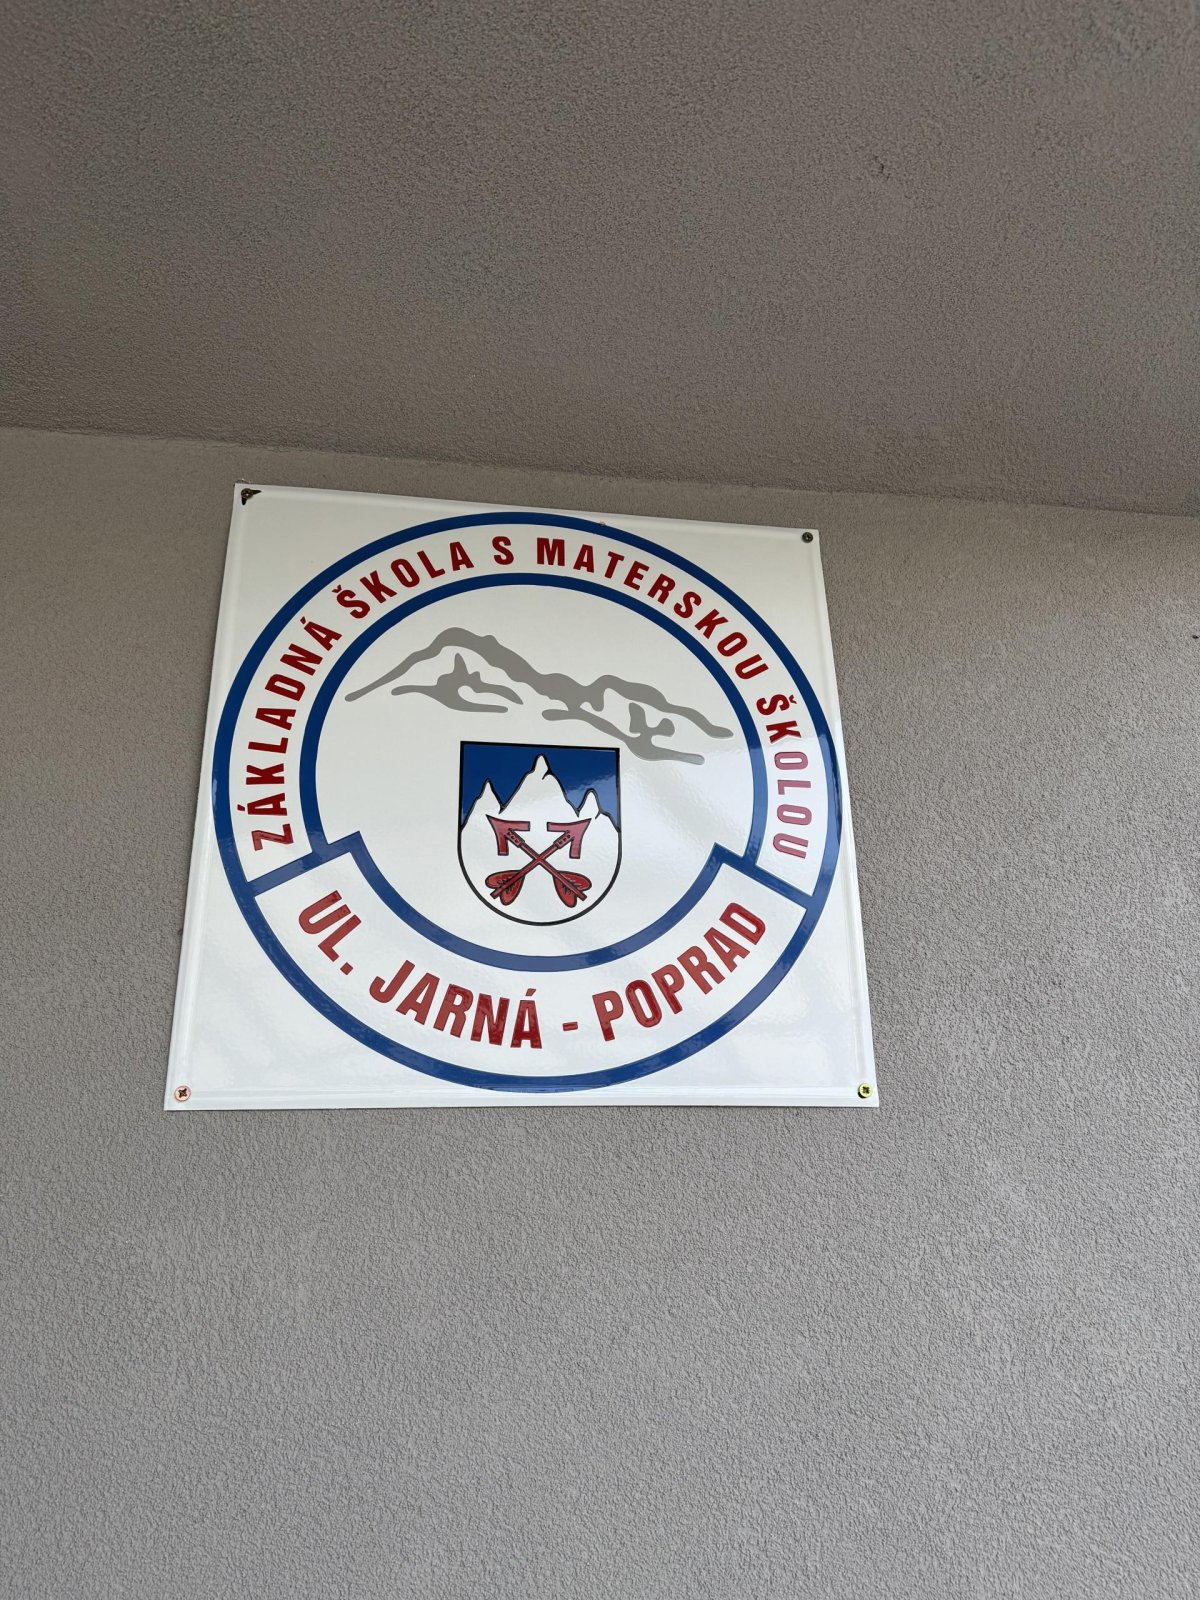 ZÁKLADNÁ ŠKOLA S MATERSKOU ŠKOLOU
UL. JARNÁ - POPRAD